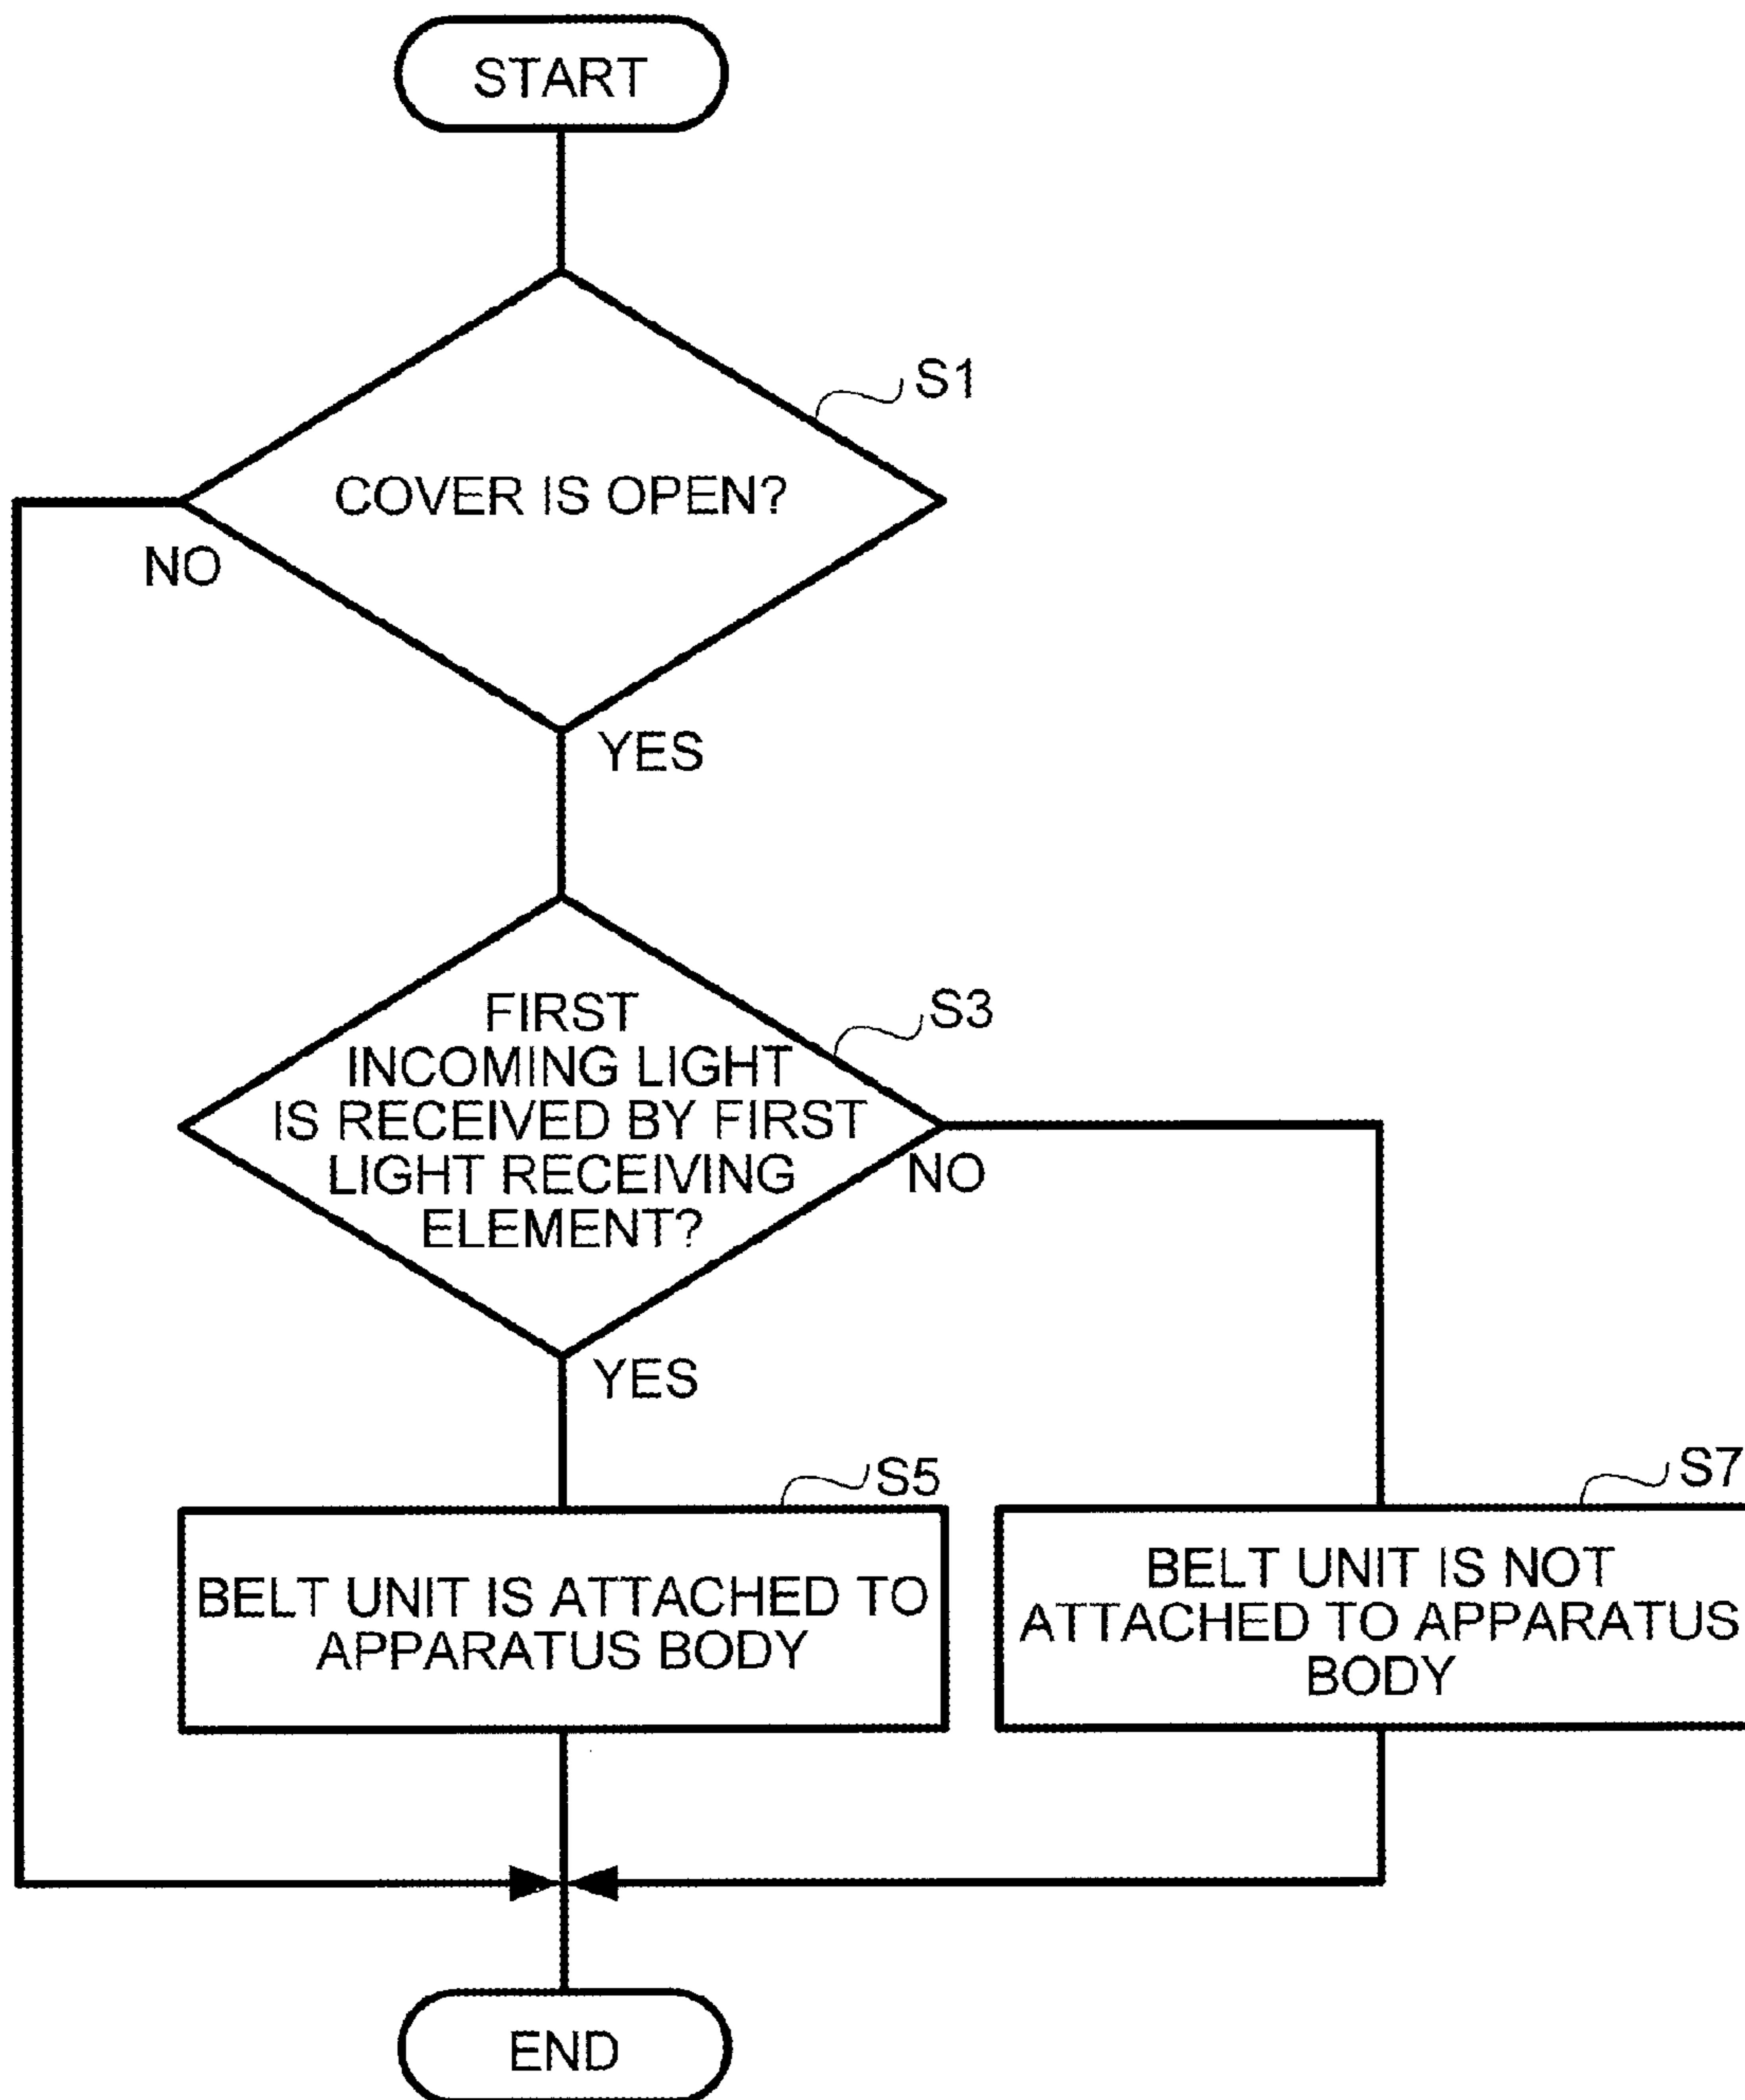 START
S1
COVER IS OPEN?
NO
YES
S3
FIRST
INCOMING LIGHT
IS RECEIVED BY FIRST
LIGHT RECEIVING
ELEMENT?
NO
YES
S5
S7
BELT UNIT IS ATTACHED TO
APPARATUS BODY
BELT UNIT IS NOT
ATTACHED TO APPARATUS
BODY
END